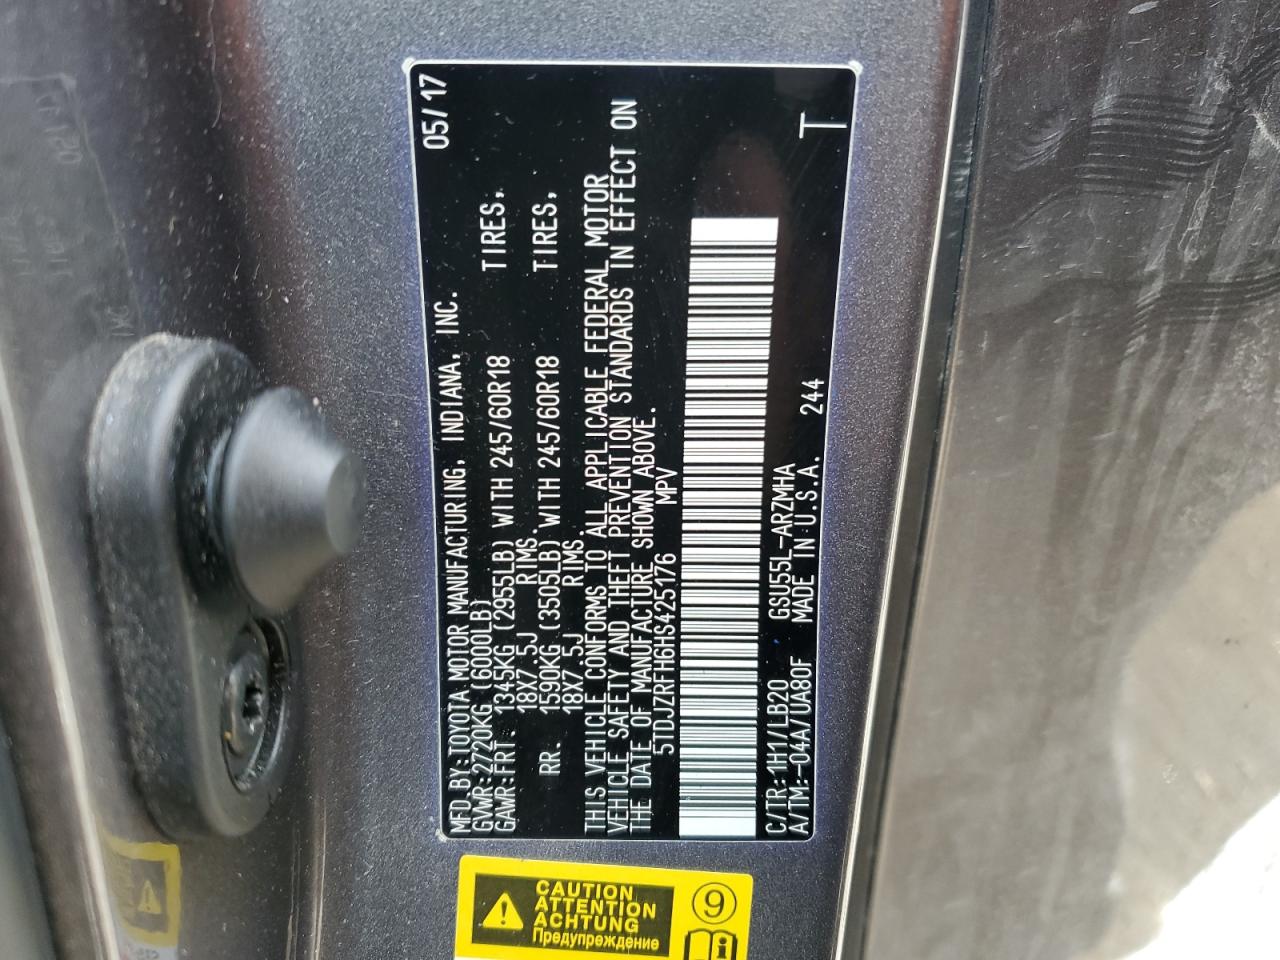 MFD.BY:TOYOTA MOTOR MANUFACTURING, INDIANA, INC. 05/17
GVWR:2720KG (6000LB)
GAWR:FRT. 1345KG (2955LB) WITH 245/60R18 TIRES,
18X7.5J RIMS.
RR. 1590KG (3505LB) WITH 245/60R18 TIRES,
18X7.5J RIMS.
THIS VEHICLE CONFORMS TO ALL APPLICABLE FEDERAL MOTOR
VEHICLE SAFETY AND THEFT PREVENTION STANDARDS IN EFFECT ON
THE DATE OF MANUFACTURE SHOWN ABOVE.
5TDJZRFH6HS425176 MPV
C/TR:1H1/LB20 GSU55L-ARZMHA
A/TM:-04A/UA80F MADE IN U.S.A. 244
T
CAUTION
ATTENTION
ACHTUNG
Предупреждение
9